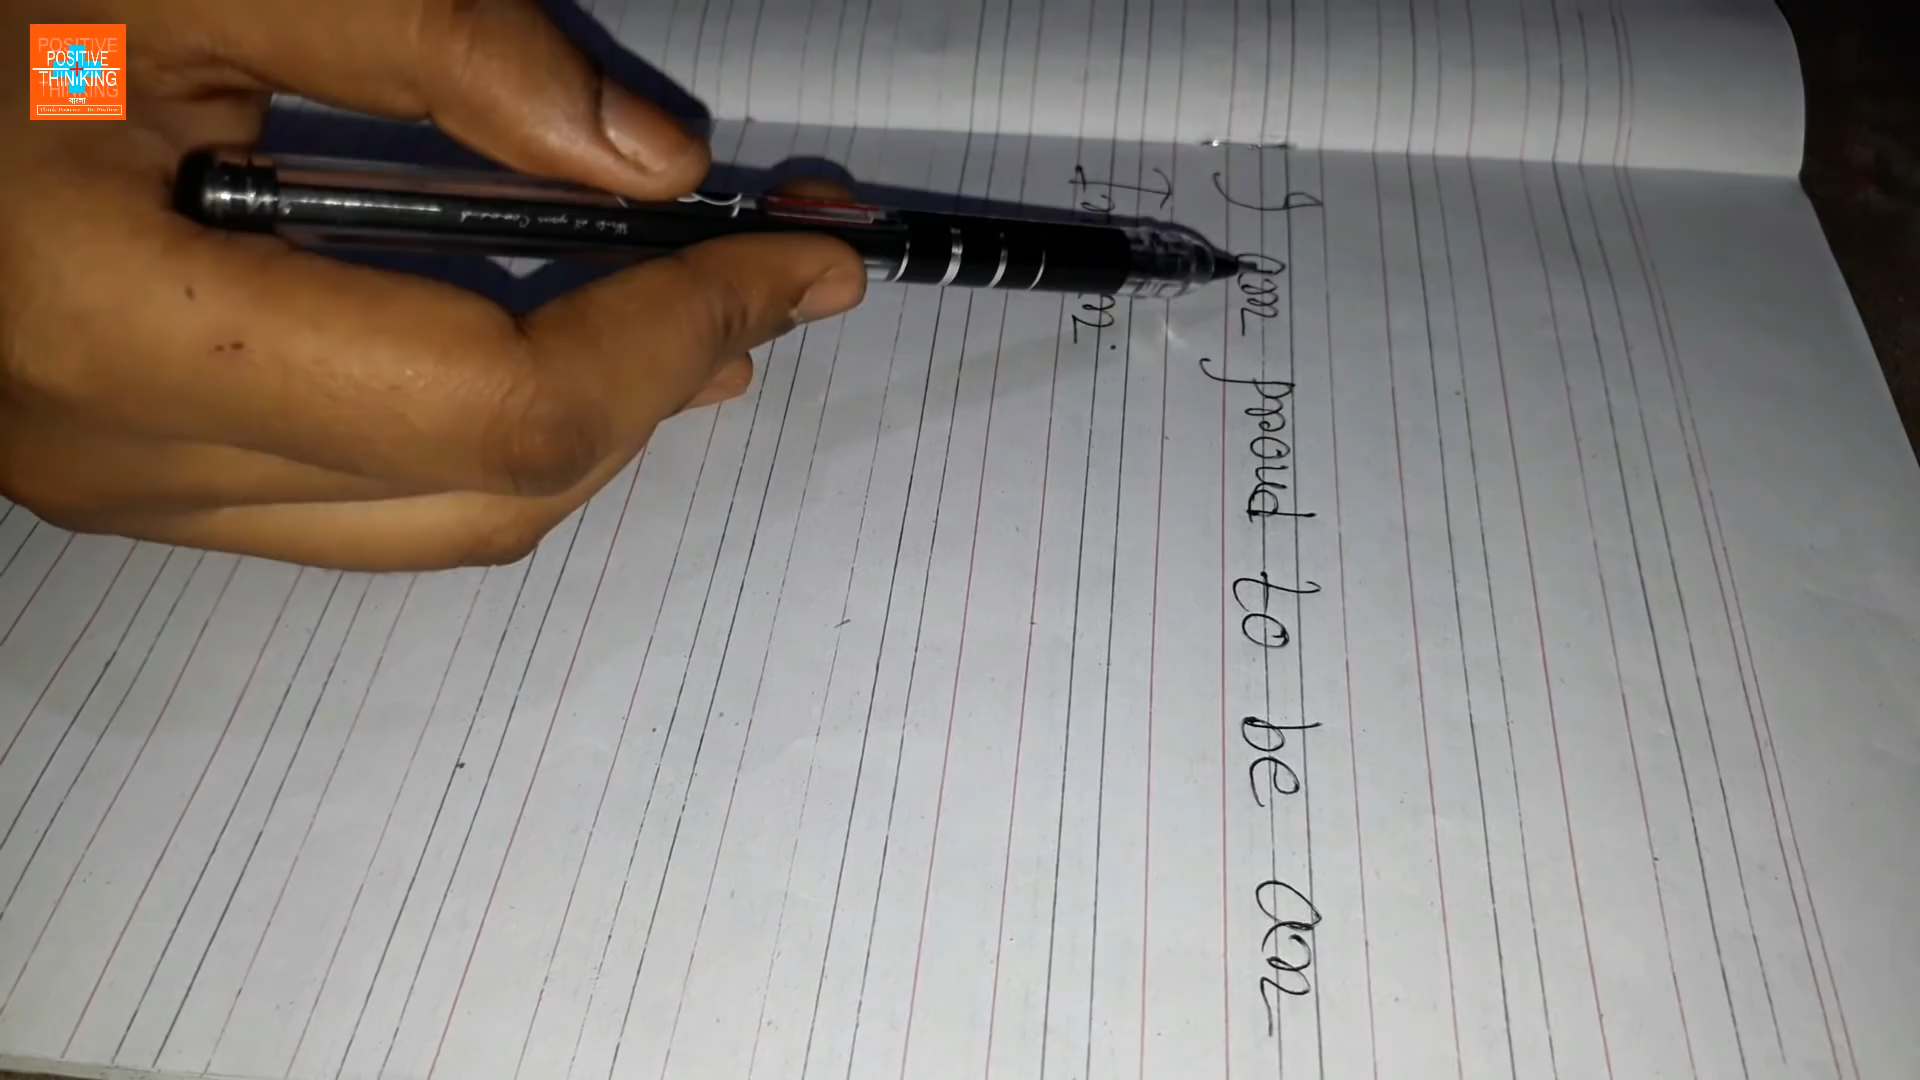 POSITIVE
THINKING
বাংলা
I am proud to be an